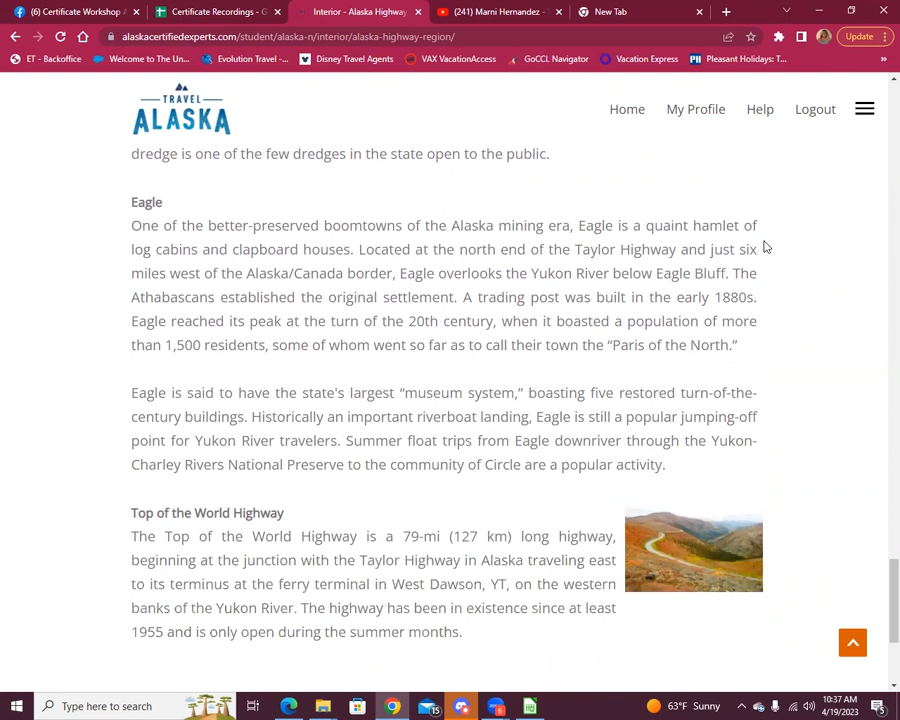 (6) Certificate Workshop A
Certificate Recordings - G
Interior - Alaska Highway
(241) Marni Hernandez -
New Tab
alaskacertifiedexperts.com/student/alaska-n/interior/alaska-highway-region/
Update
ET - Backoffice
Welcome to The Un...
Evolution Travel -...
Disney Travel Agents
VAX VacationAccess
GoCCL Navigator
Vacation Express
Pleasant Holidays: T...
TRAVEL
ALASKA
Home
My Profile
Help
Logout
dredge is one of the few dredges in the state open to the public.
Eagle
One of the better-preserved boomtowns of the Alaska mining era, Eagle is a quaint hamlet of
log cabins and clapboard houses. Located at the north end of the Taylor Highway and just six
miles west of the Alaska/Canada border, Eagle overlooks the Yukon River below Eagle Bluff. The
Athabascans established the original settlement. A trading post was built in the early 1880s.
Eagle reached its peak at the turn of the 20th century, when it boasted a population of more
than 1,500 residents, some of whom went so far as to call their town the “Paris of the North.”
Eagle is said to have the state's largest “museum system,” boasting five restored turn-of-the-
century buildings. Historically an important riverboat landing, Eagle is still a popular jumping-off
point for Yukon River travelers. Summer float trips from Eagle downriver through the Yukon-
Charley Rivers National Preserve to the community of Circle are a popular activity.
Top of the World Highway
The Top of the World Highway is a 79-mi (127 km) long highway,
beginning at the junction with the Taylor Highway in Alaska traveling east
to its terminus at the ferry terminal in West Dawson, YT, on the western
banks of the Yukon River. The highway has been in existence since at least
1955 and is only open during the summer months.
Type here to search
15
6
63°F Sunny
10:37 AM
4/19/2023
5